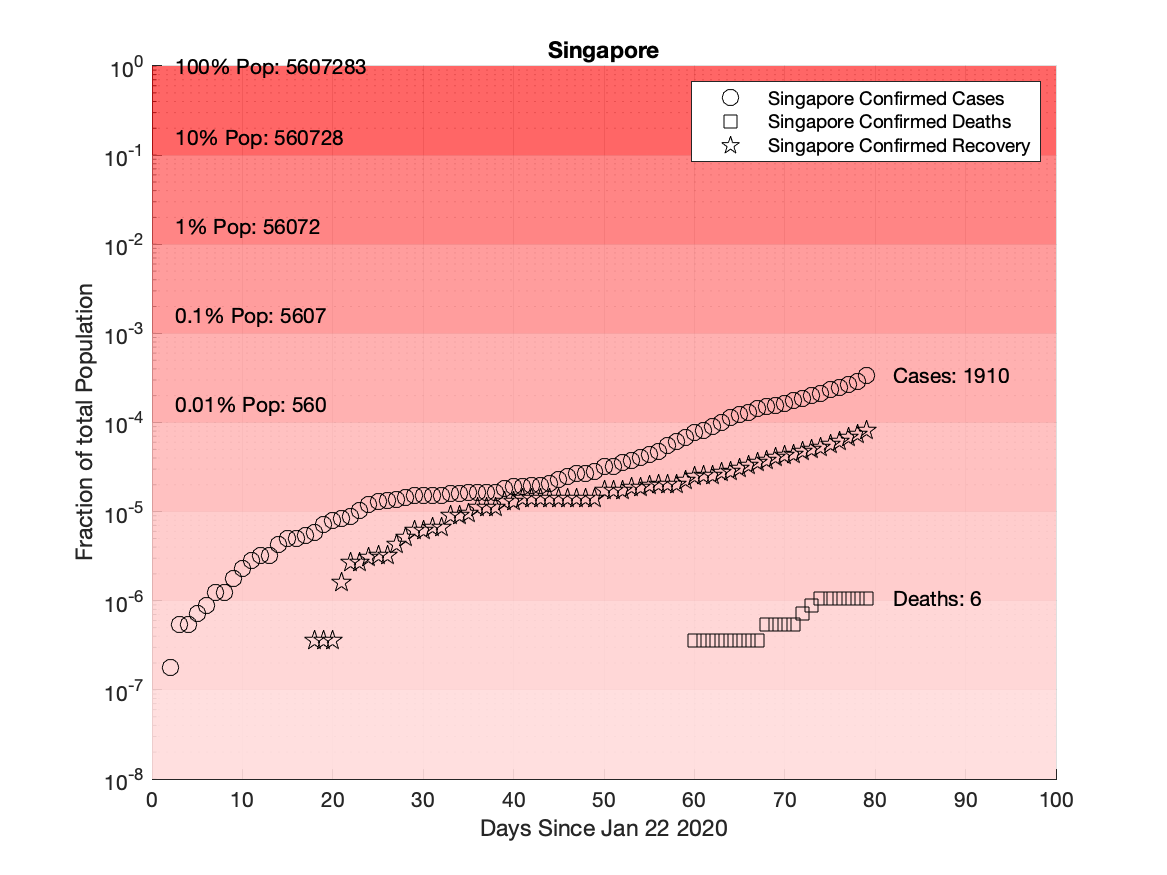 Singapore
10^0
100% Pop: 5607283
Singapore Confirmed Cases
Singapore Confirmed Deaths
Singapore Confirmed Recovery
10% Pop: 560728
10^-1
1% Pop: 56072
10^-2
0.1% Pop: 5607
10^-3
Cases: 1910
0.01% Pop: 560
10^-4
10^-5
10^-6
Deaths: 6
10^-7
10^-8
Fraction of total Population
0 10 20 30 40 50 60 70 80 90 100
Days Since Jan 22 2020